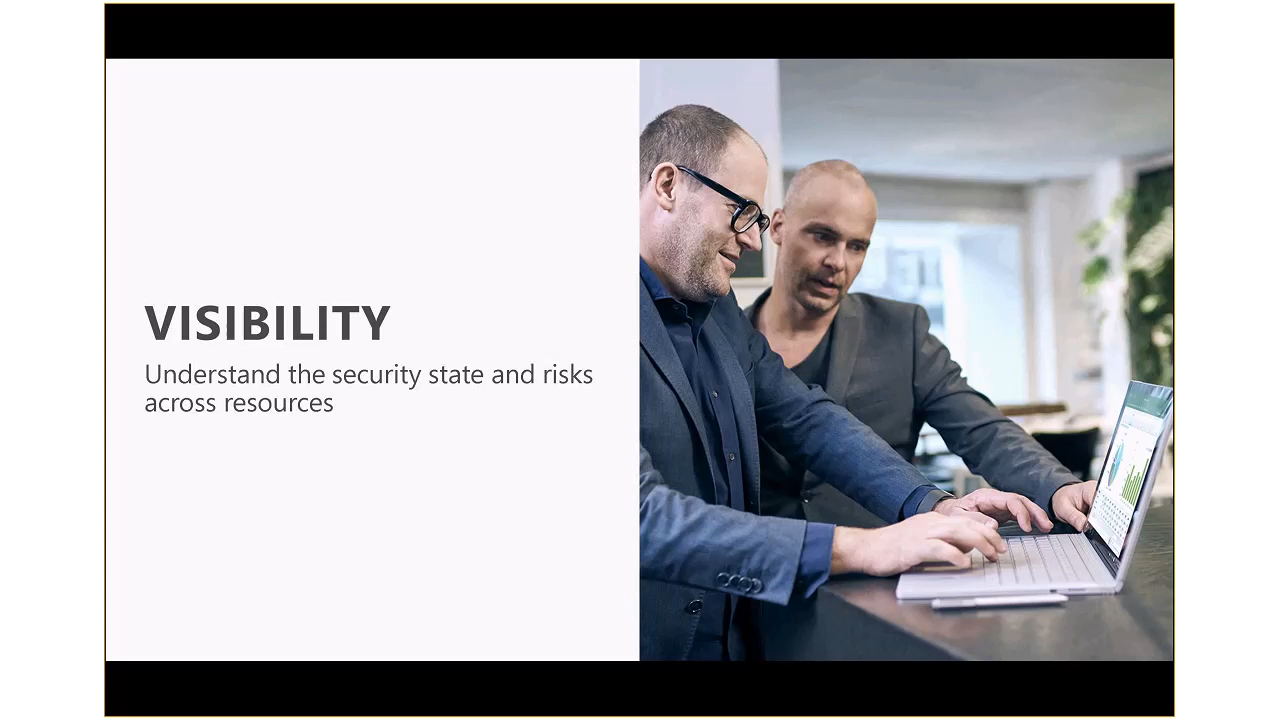 VISIBILITY
Understand the security state and risks
across resources